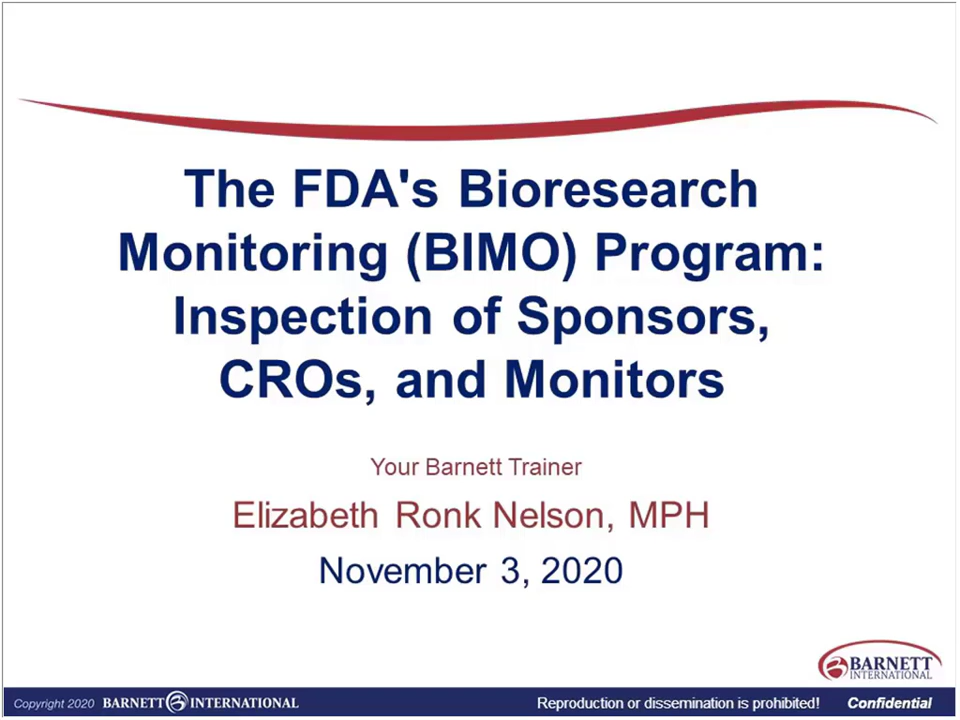 The FDA's Bioresearch
Monitoring (BIMO) Program:
Inspection of Sponsors,
CROs, and Monitors
Your Barnett Trainer
Elizabeth Ronk Nelson, MPH
November 3, 2020
BARNETT
INTERNATIONAL
Copyright 2020 BARNETT INTERNATIONAL Reproduction or dissemination is prohibited! Confidential